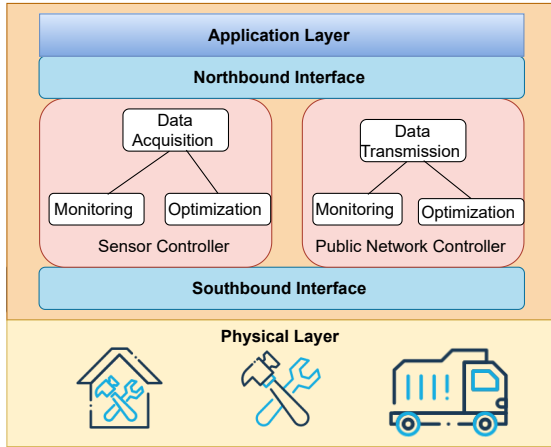 Application Layer
Northbound Interface
Data
Acquisition
Monitoring
Optimization
Sensor Controller
Data
Transmission
Monitoring
Optimization
Public Network Controller
Southbound Interface
Physical Layer